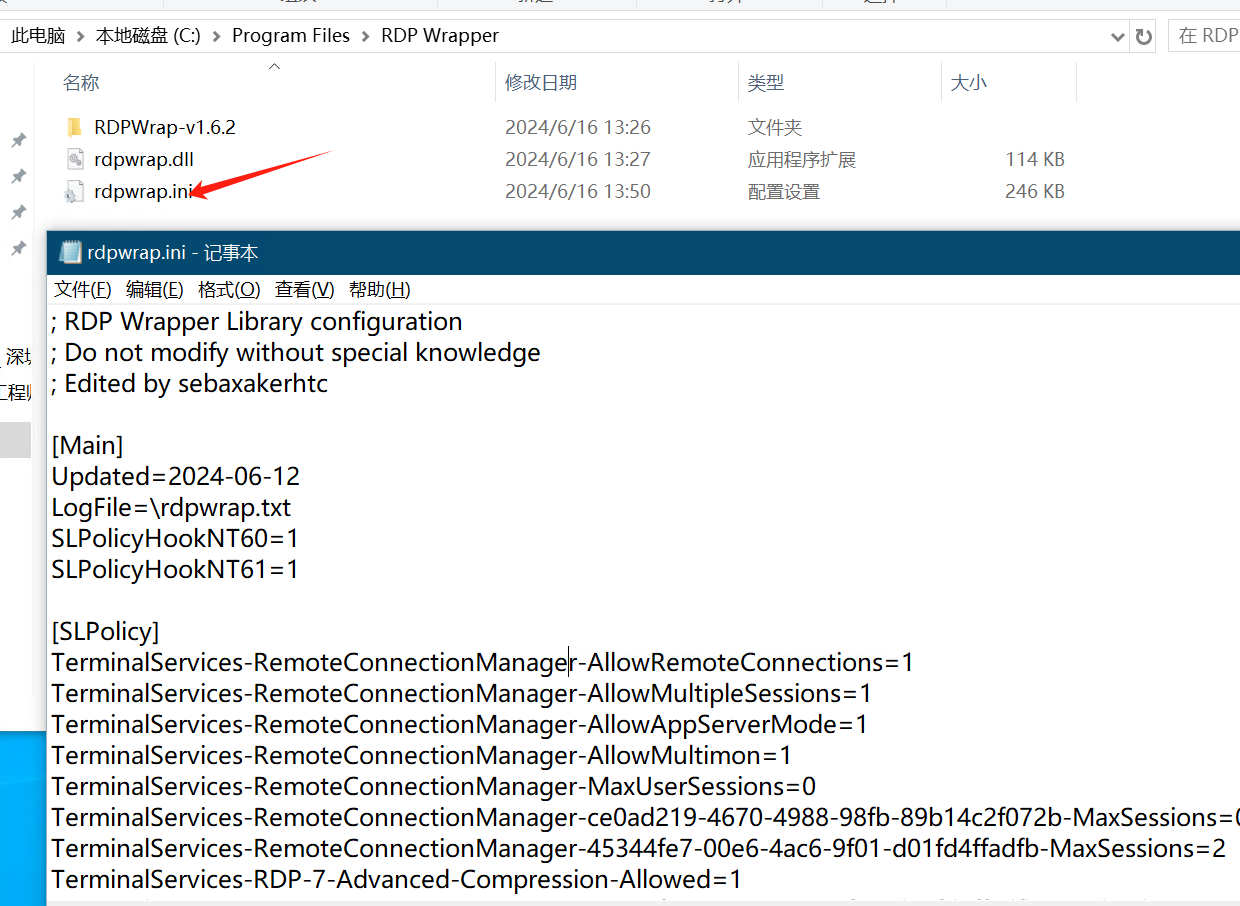 此电脑 > 本地磁盘 (C:) > Program Files > RDP Wrapper
在 RDP
名称 修改日期 类型 大小
RDPWrap-v1.6.2 2024/6/16 13:26 文件夹
rdpwrap.dll 2024/6/16 13:27 应用程序扩展 114 KB
rdpwrap.ini 2024/6/16 13:50 配置设置 246 KB
rdpwrap.ini - 记事本
文件(F) 编辑(E) 格式(O) 查看(V) 帮助(H)
; RDP Wrapper Library configuration
; Do not modify without special knowledge
; Edited by sebaxakerhtc
[Main]
Updated=2024-06-12
LogFile=\rdpwrap.txt
SLPolicyHookNT60=1
SLPolicyHookNT61=1
[SLPolicy]
TerminalServices-RemoteConnectionManager-AllowRemoteConnections=1
TerminalServices-RemoteConnectionManager-AllowMultipleSessions=1
TerminalServices-RemoteConnectionManager-AllowAppServerMode=1
TerminalServices-RemoteConnectionManager-AllowMultimon=1
TerminalServices-RemoteConnectionManager-MaxUserSessions=0
TerminalServices-RemoteConnectionManager-ce0ad219-4670-4988-98fb-89b14c2f072b-MaxSessions=0
TerminalServices-RemoteConnectionManager-45344fe7-00e6-4ac6-9f01-d01fd4ffadfb-MaxSessions=2
TerminalServices-RDP-7-Advanced-Compression-Allowed=1